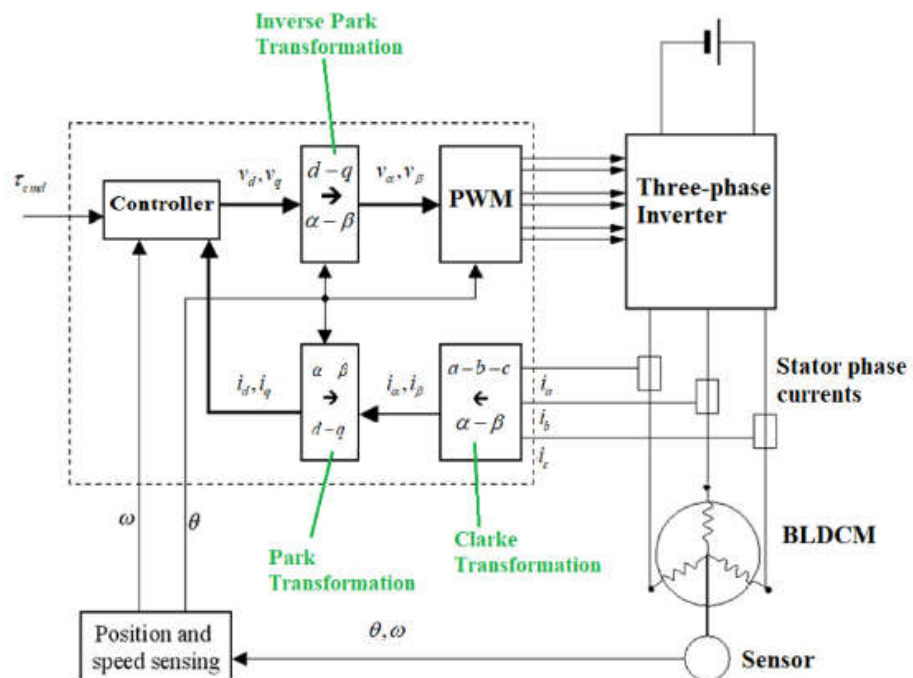 Inverse Park
Transformation
τcmd
Controller
vd, vq
d - q
→
α - β
vα, vβ
PWM
Three-phase
Inverter
id, iq
α β
→
d - q
iα, iβ
a - b - c
←
α - β
ia
ib
ic
Stator phase
currents
ω
θ
Park
Transformation
Clarke
Transformation
BLDCM
Position and
speed sensing
θ, ω
Sensor